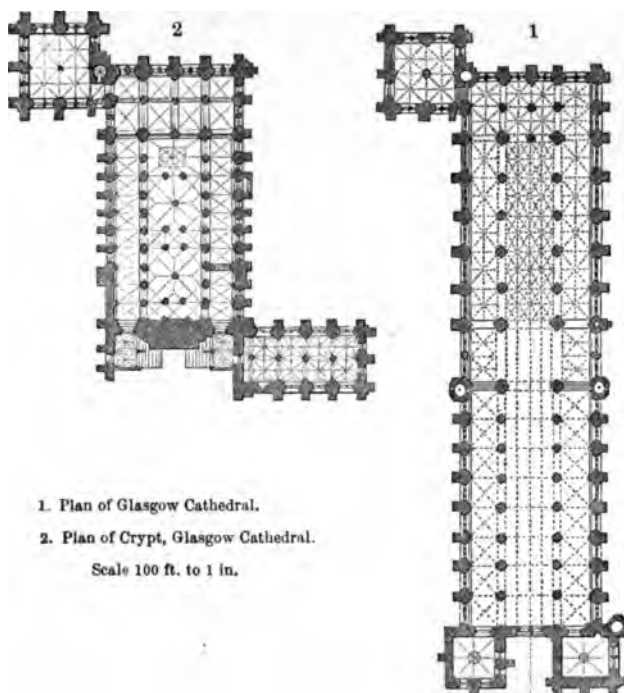 2
1
1. Plan of Glasgow Cathedral.
2. Plan of Crypt, Glasgow Cathedral.
Scale 100 ft. to 1 in.